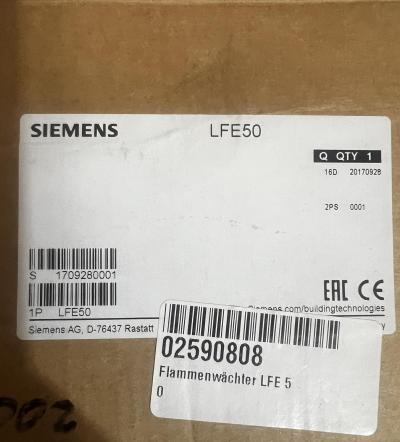 SIEMENS
LFE50
Q QTY 1
16D 20170928
2PS 0001
S 1709280001
1P LFE50
EAC CE
Siemens.com/buildingtechnologies
Siemens AG, D-76437 Rastatt
02590808
Flammenwächter LFE 5
0
002